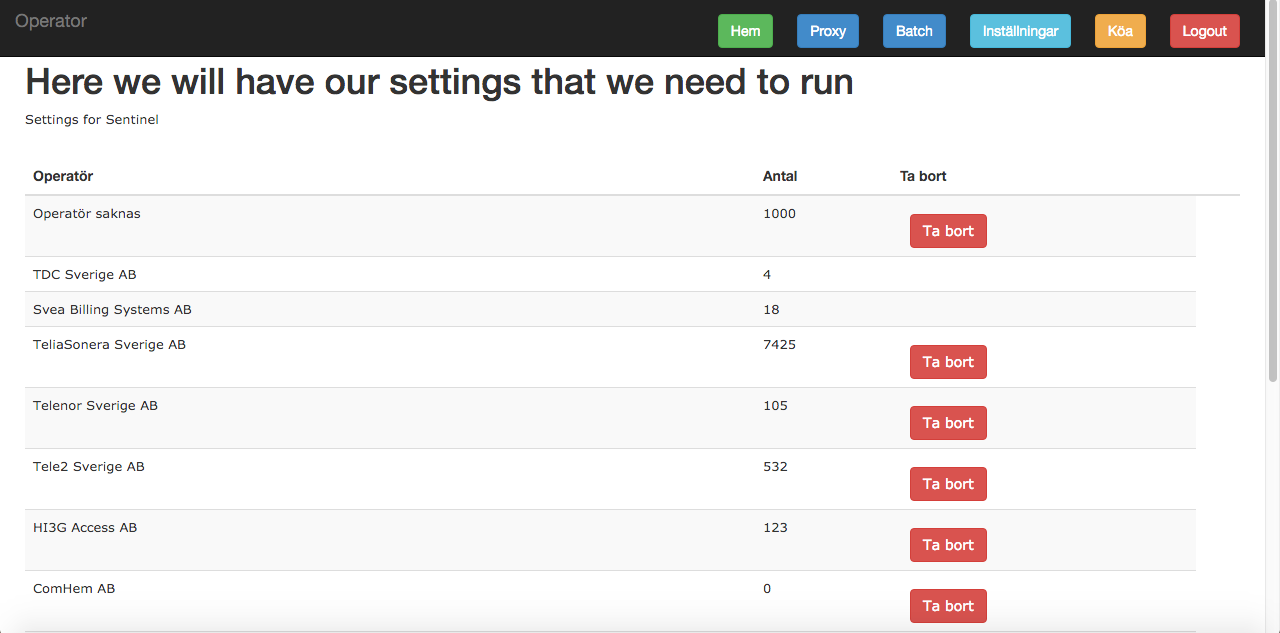 Operator Hem Proxy Batch Inställningar Köa Logout
Here we will have our settings that we need to run
Settings for Sentinel
Operatör Antal Ta bort
Operatör saknas 1000 Ta bort
TDC Sverige AB 4
Svea Billing Systems AB 18
TeliaSonera Sverige AB 7425 Ta bort
Telenor Sverige AB 105 Ta bort
Tele2 Sverige AB 532 Ta bort
HI3G Access AB 123 Ta bort
ComHem AB 0 Ta bort